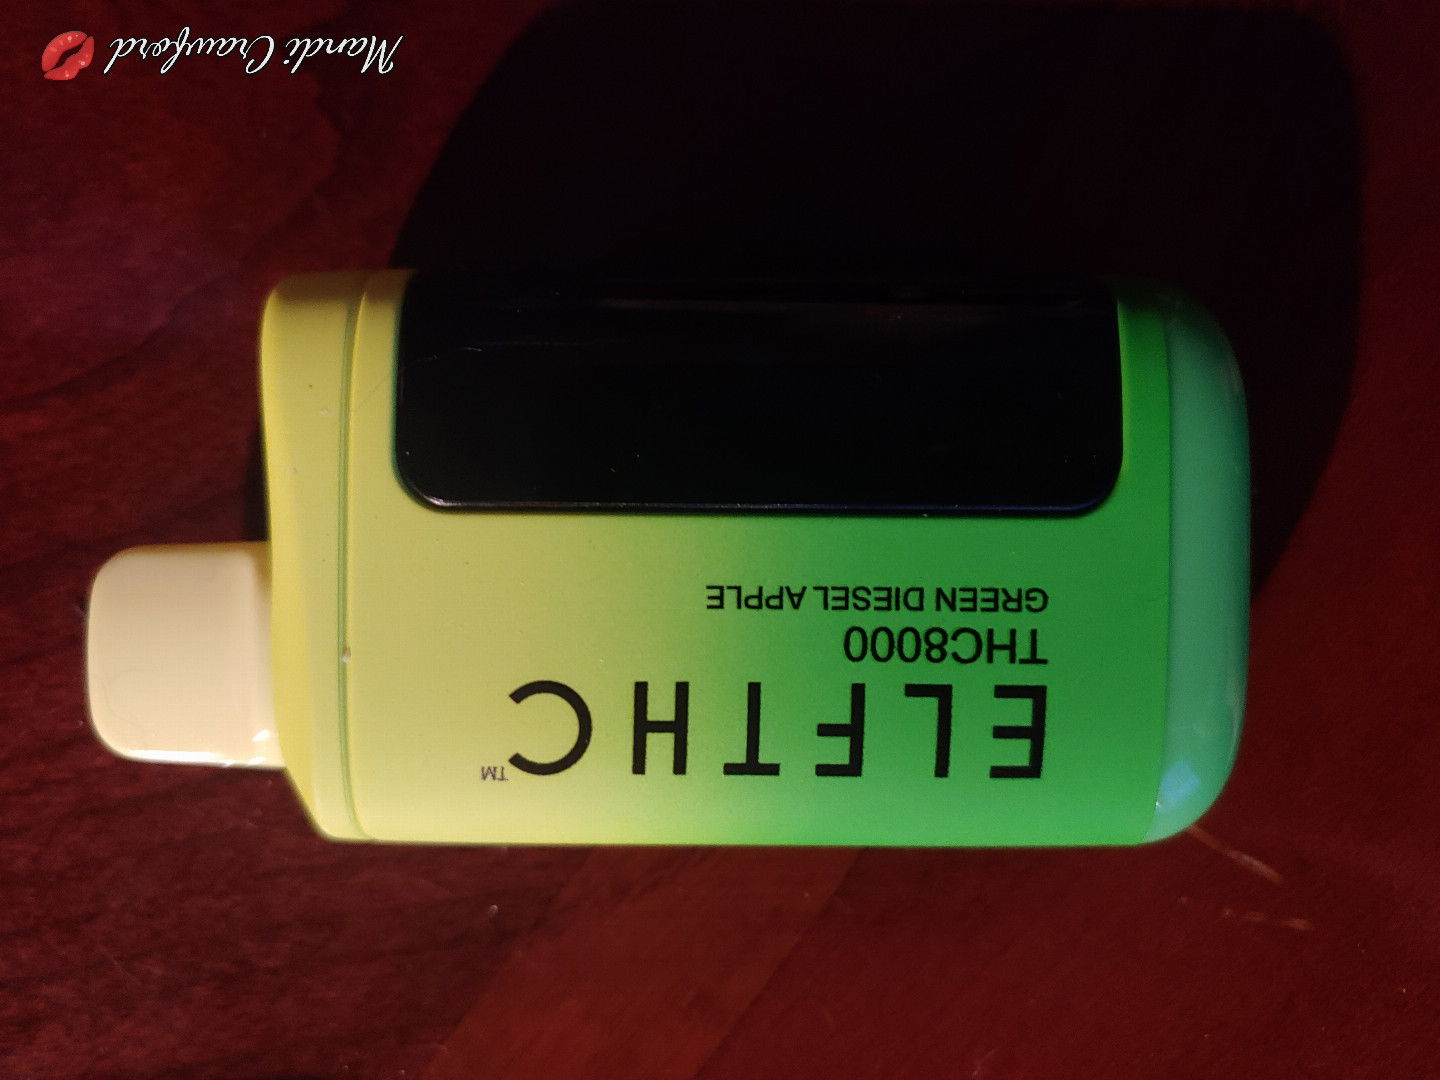 Mandi Crawford
ELFTHC™
THC8000
GREEN DIESEL APPLE